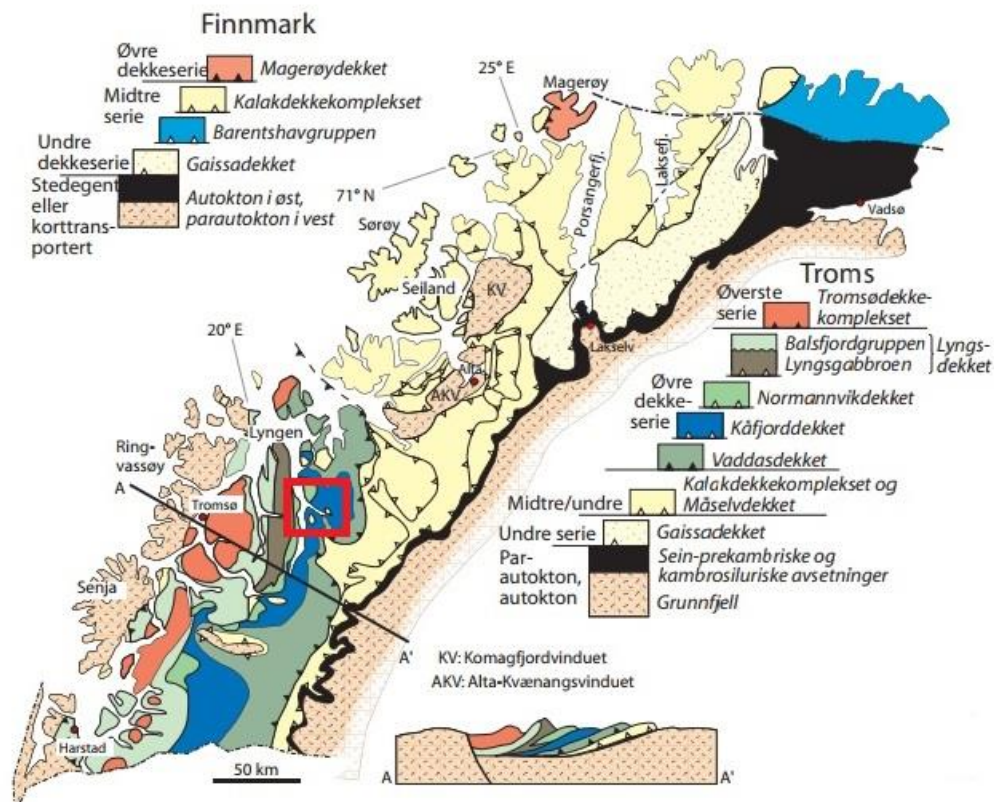 Finnmark
Øvre
dekkeserie
Magerøydekket
Midtre
serie
Kalakdekkekomplekset
Barentshavgruppen
Undre
dekkeserie
Gaissadekket
Stedegent
eller
korttrans-
portert
Autokton i øst,
parautokton i vest
25° E
Magerøy
71° N
Porsangerfj.
Laksefj.
?
?
Vadsø
Sørøy
Seiland
KV
Lakselv
Alta
AKV
20° E
Lyngen
Ring-
vassøy
A
Tromsø
Senja
Harstad
A'
50 km
Troms
Øverste
serie
Tromsødekke-
komplekset
Balsfjordgruppen
Lyngsgabbroen
Lyngs-
dekket
Øvre
dekke-
serie
Normannvikdekket
Kåfjorddekket
Vaddasdekket
Midtre/undre
Kalakdekkekomplekset og
Måselvdekket
Undre serie
Gaissadekket
Par-
autokton,
autokton
Sein-prekambriske og
kambrosiluriske avsetninger
Grunnfjell
KV: Komagfjordvinduet
AKV: Alta-Kvænangsvinduet
A
A'